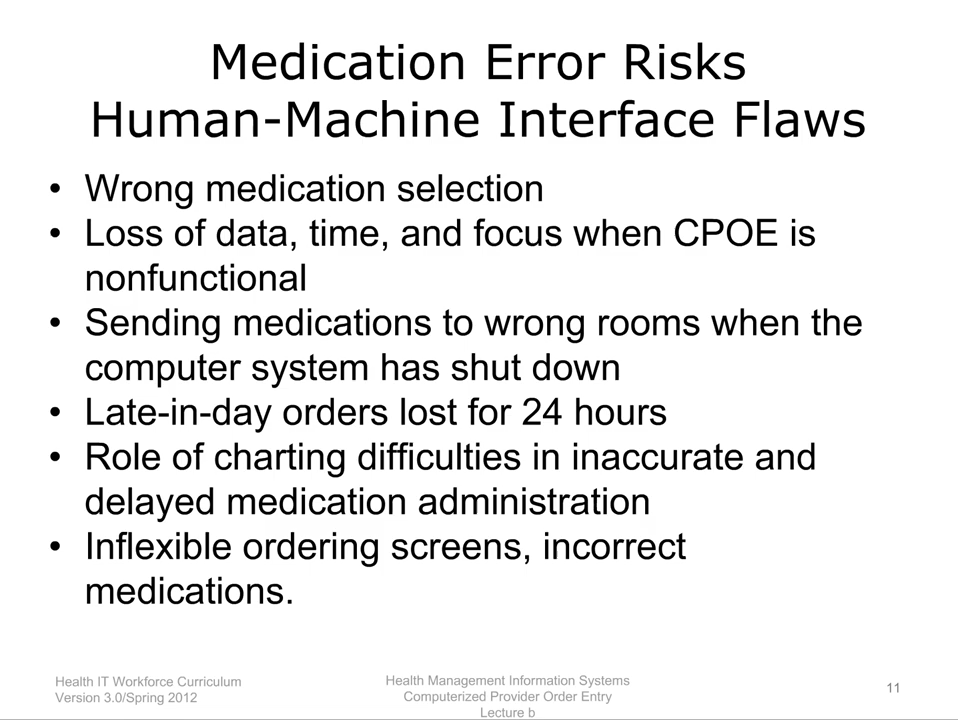 Medication Error Risks
Human-Machine Interface Flaws
• Wrong medication selection
• Loss of data, time, and focus when CPOE is
nonfunctional
• Sending medications to wrong rooms when the
computer system has shut down
• Late-in-day orders lost for 24 hours
• Role of charting difficulties in inaccurate and
delayed medication administration
• Inflexible ordering screens, incorrect
medications.
Health IT Workforce Curriculum
Version 3.0/Spring 2012
Health Management Information Systems
Computerized Provider Order Entry
Lecture b
11